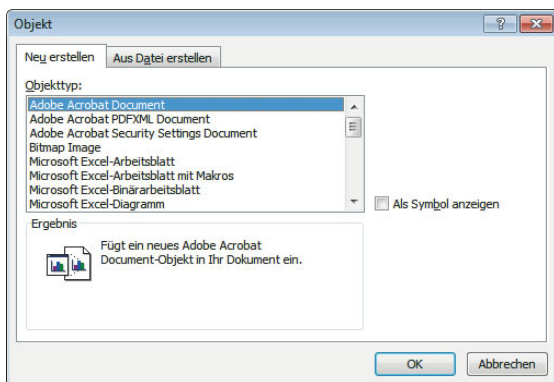 Objekt
Neu erstellen
Aus Datei erstellen
Objekttyp:
Adobe Acrobat Document
Adobe Acrobat PDFXML Document
Adobe Acrobat Security Settings Document
Bitmap Image
Microsoft Excel-Arbeitsblatt
Microsoft Excel-Arbeitsblatt mit Makros
Microsoft Excel-Binärarbeitsblatt
Microsoft Excel-Diagramm
Als Symbol anzeigen
Ergebnis
Fügt ein neues Adobe Acrobat
Document-Objekt in Ihr Dokument ein.
OK
Abbrechen